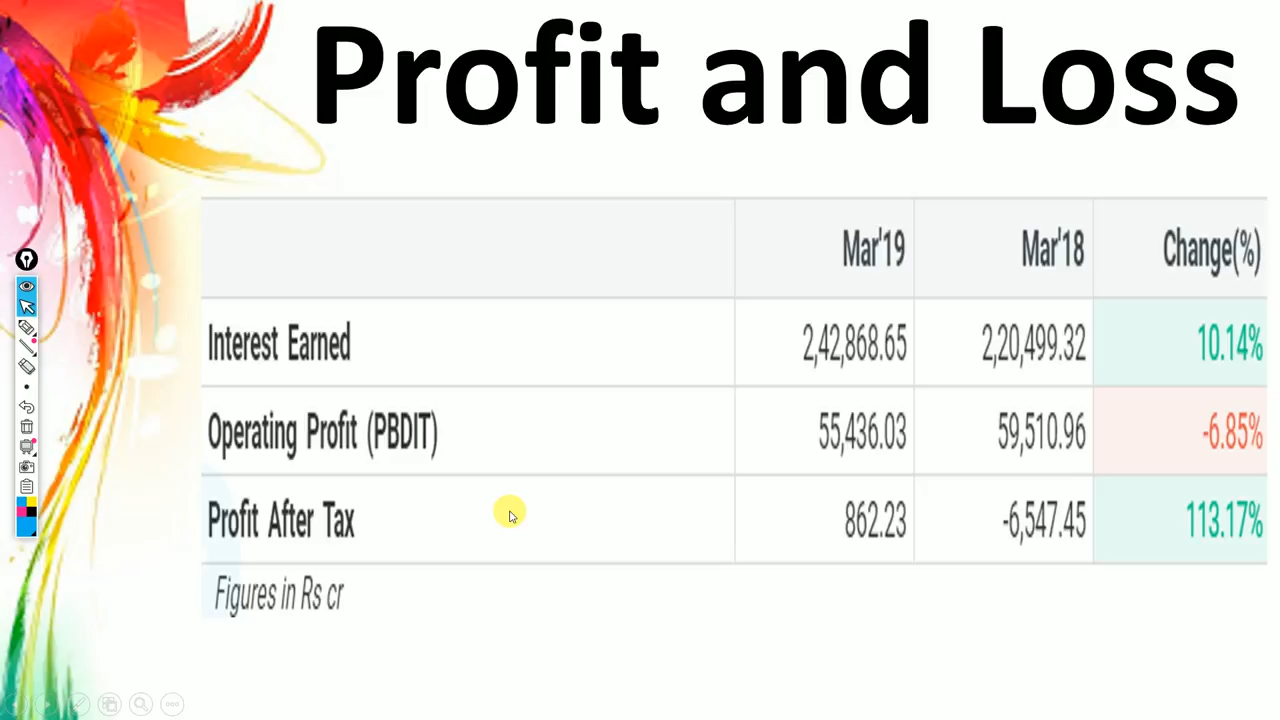 Profit and Loss
Mar'19 Mar'18 Change(%)
Interest Earned 2,42,868.65 2,20,499.32 10.14%
Operating Profit (PBDIT) 55,436.03 59,510.96 -6.85%
Profit After Tax 862.23 -6,547.45 113.17%
Figures in Rs cr